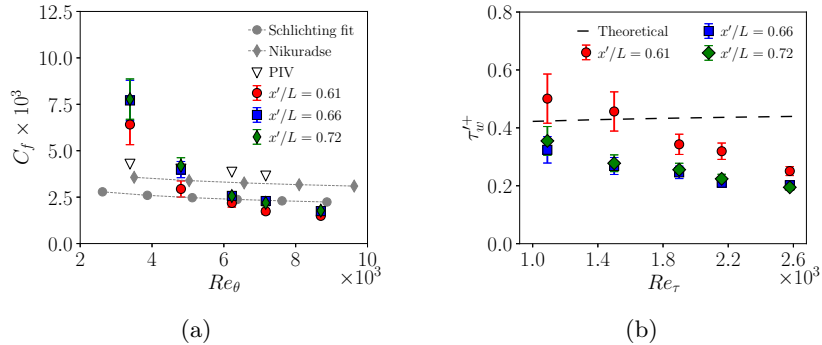 12.5
10.0
7.5
5.0
2.5
0.0
C_f × 10^3
Schlichting fit
Nikuradse
PIV
x′/L = 0.61
x′/L = 0.66
x′/L = 0.72
2 4 6 8
×10^3
Re_θ
(a)
0.8
0.6
0.4
0.2
0.0
τ′_w^+
Theoretical
x′/L = 0.61
x′/L = 0.66
x′/L = 0.72
1.0 1.4 1.8 2.2 2.6
×10^3
Re_τ
(b)